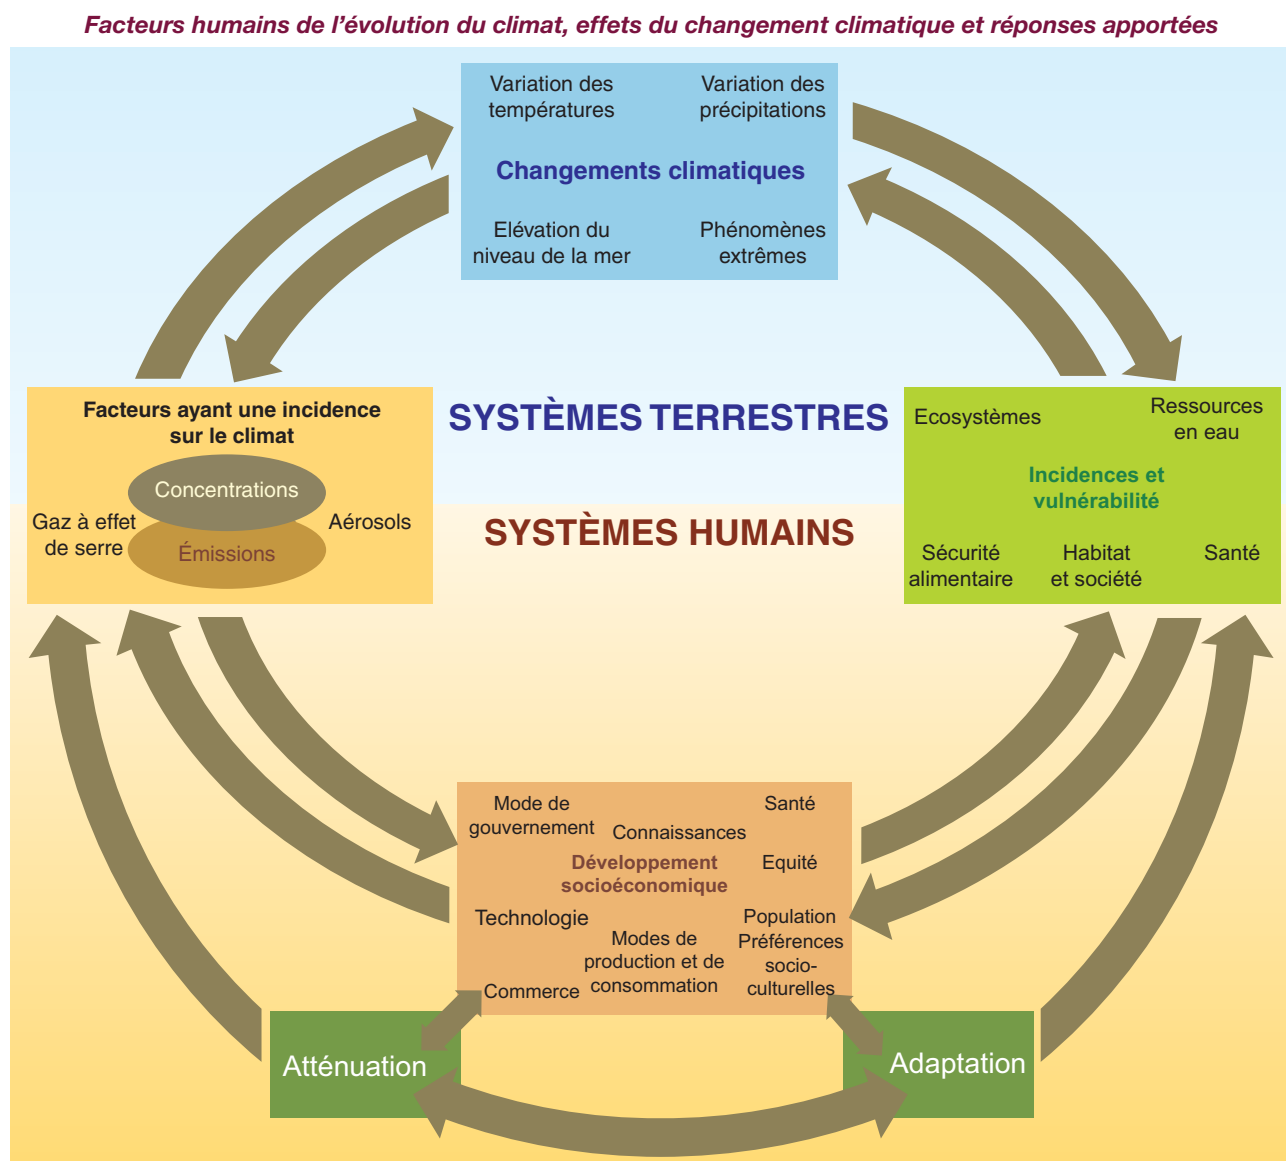 Facteurs humains de l’évolution du climat, effets du changement climatique et réponses apportées
Variation des
températures
Variation des
précipitations
Changements climatiques
Elévation du
niveau de la mer
Phénomènes
extrêmes
Facteurs ayant une incidence
sur le climat
Concentrations
Gaz à effet
de serre
Aérosols
Émissions
SYSTÈMES TERRESTRES
SYSTÈMES HUMAINS
Ecosystèmes
Ressources
en eau
Incidences et
vulnérabilité
Sécurité
alimentaire
Habitat
et société
Santé
Mode de
gouvernement
Connaissances
Santé
Développement
socioéconomique
Equité
Technologie
Modes de
production et de
consommation
Population
Préférences
socio-
culturelles
Commerce
Atténuation
Adaptation